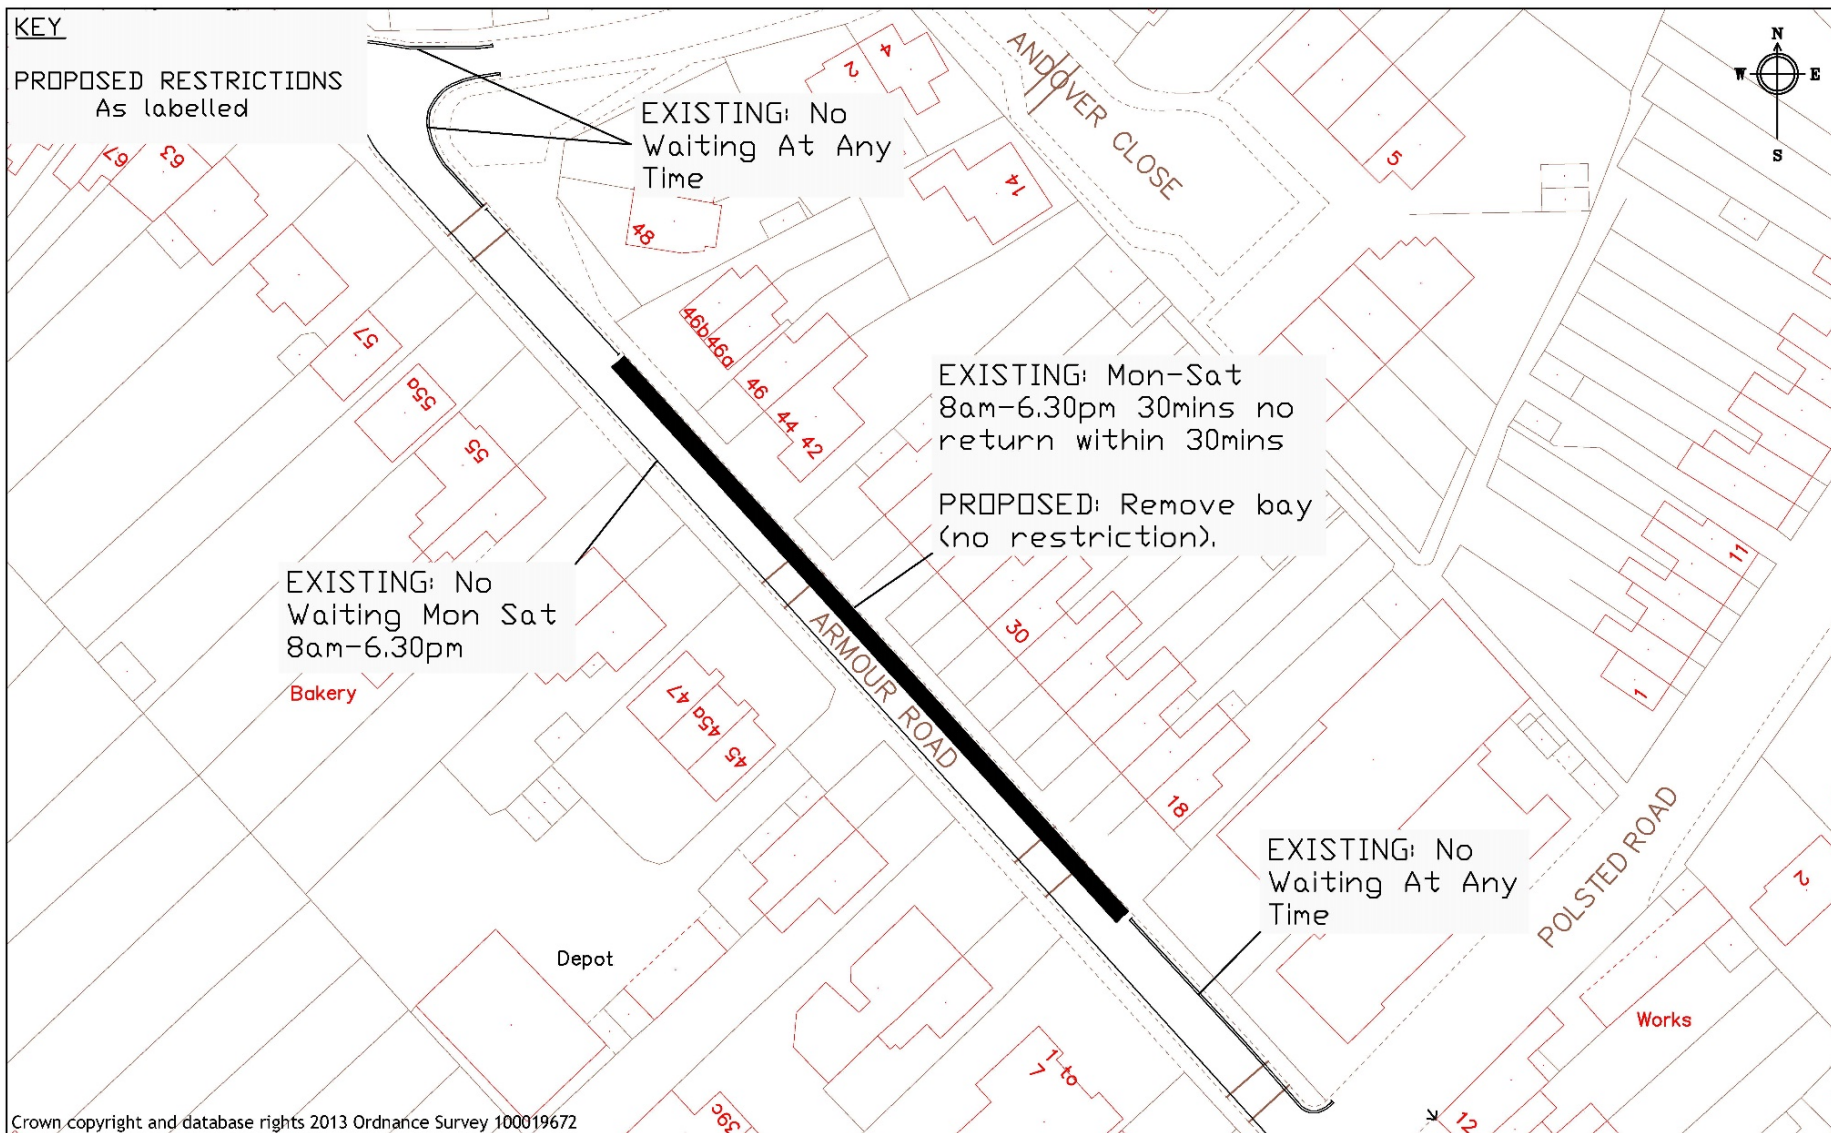 KEY
PROPOSED RESTRICTIONS
As labelled
EXISTING: No
Waiting At Any
Time
ANDOVER CLOSE
N
W
E
S
2
4
5
14
48
67
63
57
55a
55
46b
46a
46
44
42
EXISTING: Mon-Sat
8am-6.30pm 30mins no
return within 30mins
PROPOSED: Remove bay
(no restriction).
EXISTING: No
Waiting Mon Sat
8am-6.30pm
Bakery
47
45a
45
ARMOUR ROAD
30
18
11
1
POLSTED ROAD
EXISTING: No
Waiting At Any
Time
2
Depot
Works
1 to
7
39c
12
Crown copyright and database rights 2013 Ordnance Survey 100019672